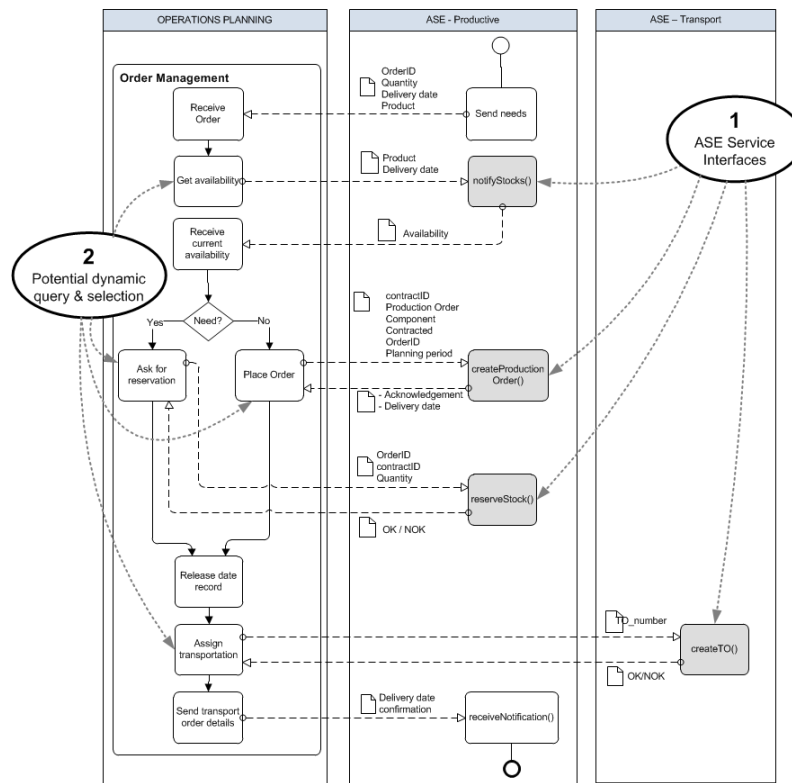 OPERATIONS PLANNING
ASE - Productive
ASE – Transport
Order Management
Receive
Order
OrderID
Quantity
Delivery date
Product
Send needs
1
ASE Service
Interfaces
Get availability
Product
Delivery date
notifyStocks()
Receive
current
availability
Availability
2
Potential dynamic
query & selection
Need?
Yes
No
contractID
Production Order
Component
Contracted
OrderID
Planning period
Ask for
reservation
Place Order
createProduction
Order()
- Acknowledgement
- Delivery date
OrderID
contractID
Quantity
reserveStock()
OK / NOK
Release date
record
TO_number
Assign
transportation
createTO()
OK/NOK
Send transport
order details
Delivery date
confirmation
receiveNotification()